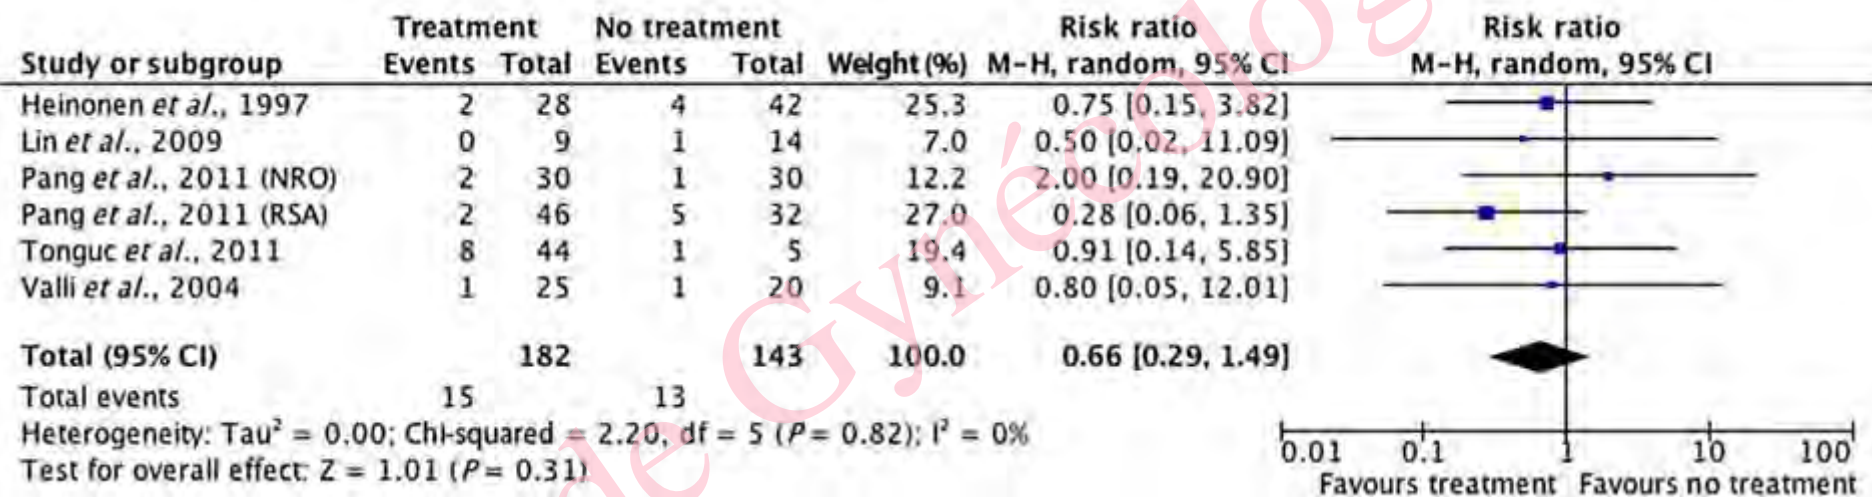 Treatment No treatment Risk ratio Risk ratio
Study or subgroup Events Total Events Total Weight (%) M-H, random, 95% CI M-H, random, 95% CI
Heinonen et al., 1997 2 28 4 42 25.3 0.75 [0.15, 3.82]
Lin et al., 2009 0 9 1 14 7.0 0.50 [0.02, 11.09]
Pang et al., 2011 (NRO) 2 30 1 30 12.2 2.00 [0.19, 20.90]
Pang et al., 2011 (RSA) 2 46 5 32 27.0 0.28 [0.06, 1.35]
Tonguc et al., 2011 8 44 1 5 19.4 0.91 [0.14, 5.85]
Valli et al., 2004 1 25 1 20 9.1 0.80 [0.05, 12.01]
Total (95% CI) 182 143 100.0 0.66 [0.29, 1.49]
Total events 15 13
Heterogeneity: Tau² = 0.00; Chi-squared = 2.20, df = 5 (P = 0.82); I² = 0%
Test for overall effect: Z = 1.01 (P = 0.31)
0.01 0.1 1 10 100
Favours treatment Favours no treatment
de Gynécolog